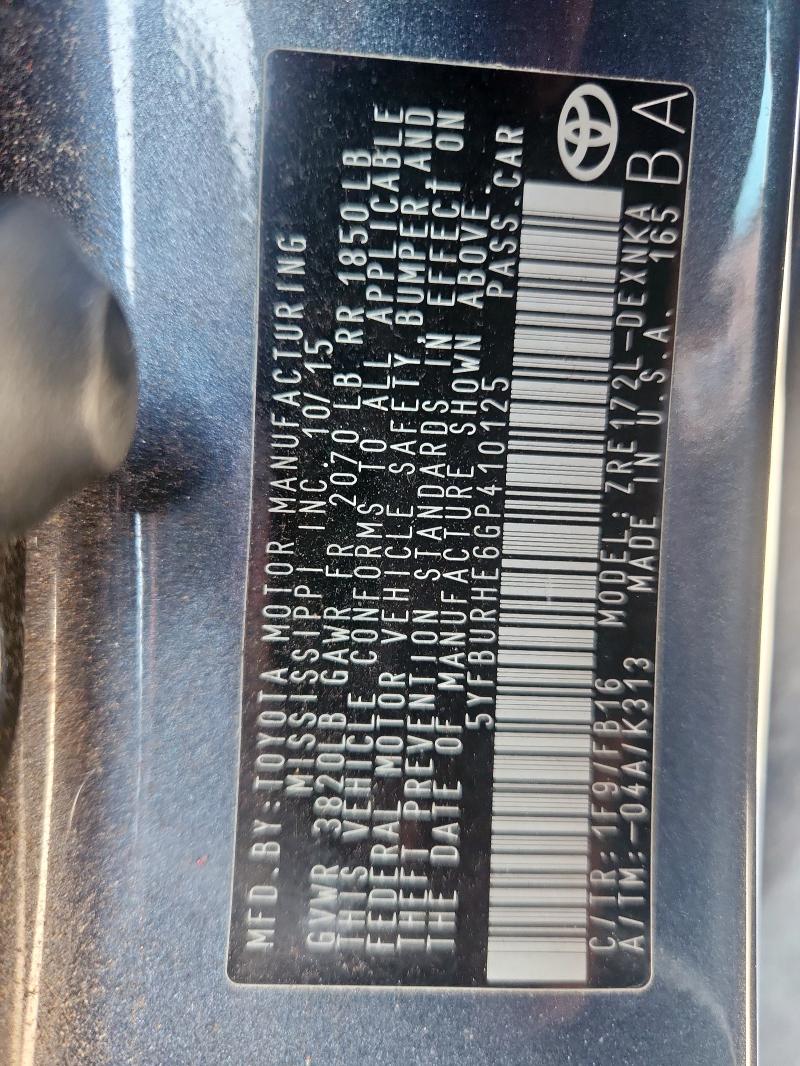 MFD.BY:TOYOTA MOTOR MANUFACTURING
MISSISSIPPI INC. 10/15
GVWR 3820LB GAWR FR 2070 LB RR 1850 LB
THIS VEHICLE CONFORMS TO ALL APPLICABLE
FEDERAL MOTOR VEHICLE SAFETY, BUMPER AND
THEFT PREVENTION STANDARDS IN EFFECT ON
THE DATE OF MANUFACTURE SHOWN ABOVE.
5YFBURHE6GP410125 PASS.CAR
C/TR: 1F9/FB16 MODEL: ZRE172L-DEXNKA
A/TM:-04A/K313 MADE IN U.S.A. 165
BA